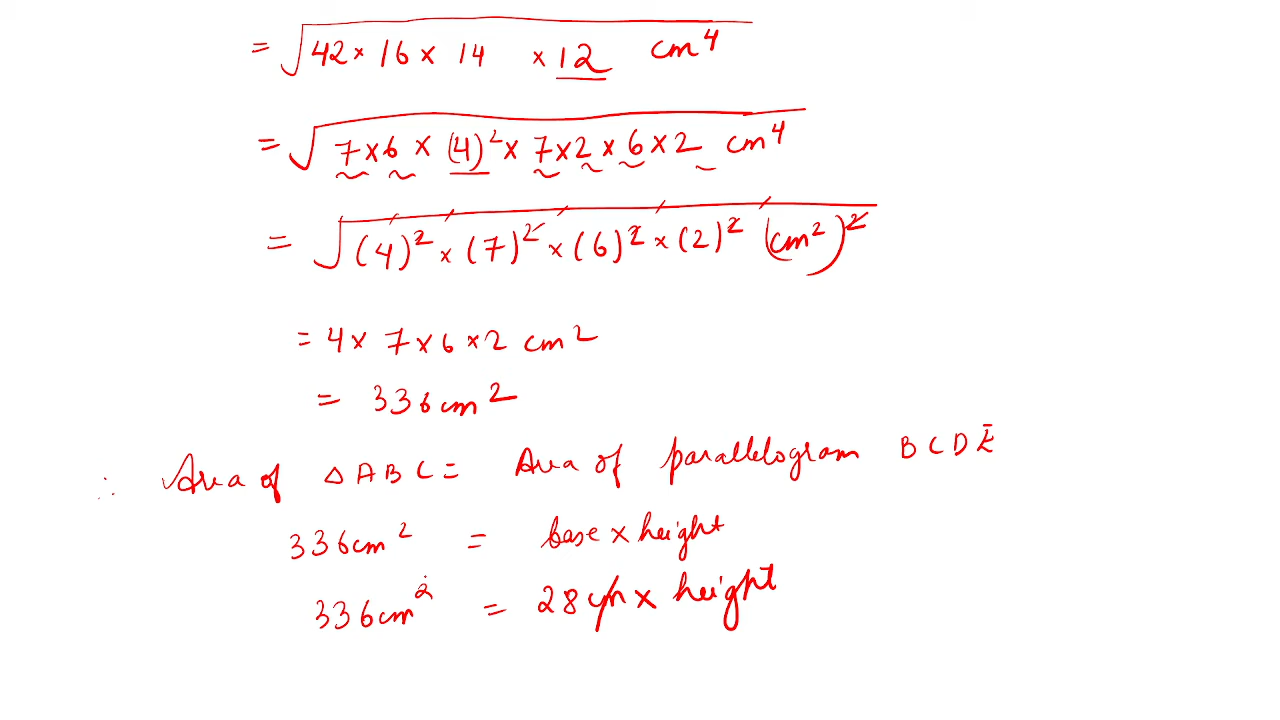 = √42 × 16 × 14 × 12 cm⁴
= √7 × 6 × (4)² × 7 × 2 × 6 × 2 cm⁴
= √(4)² × (7)² × (6)² × (2)² (cm²)²
= 4 × 7 × 6 × 2 cm²
= 336 cm²
∴ Area of △ ABC = Area of parallelogram BCDE
336 cm² = base × height
336 cm² = 28 cm × height